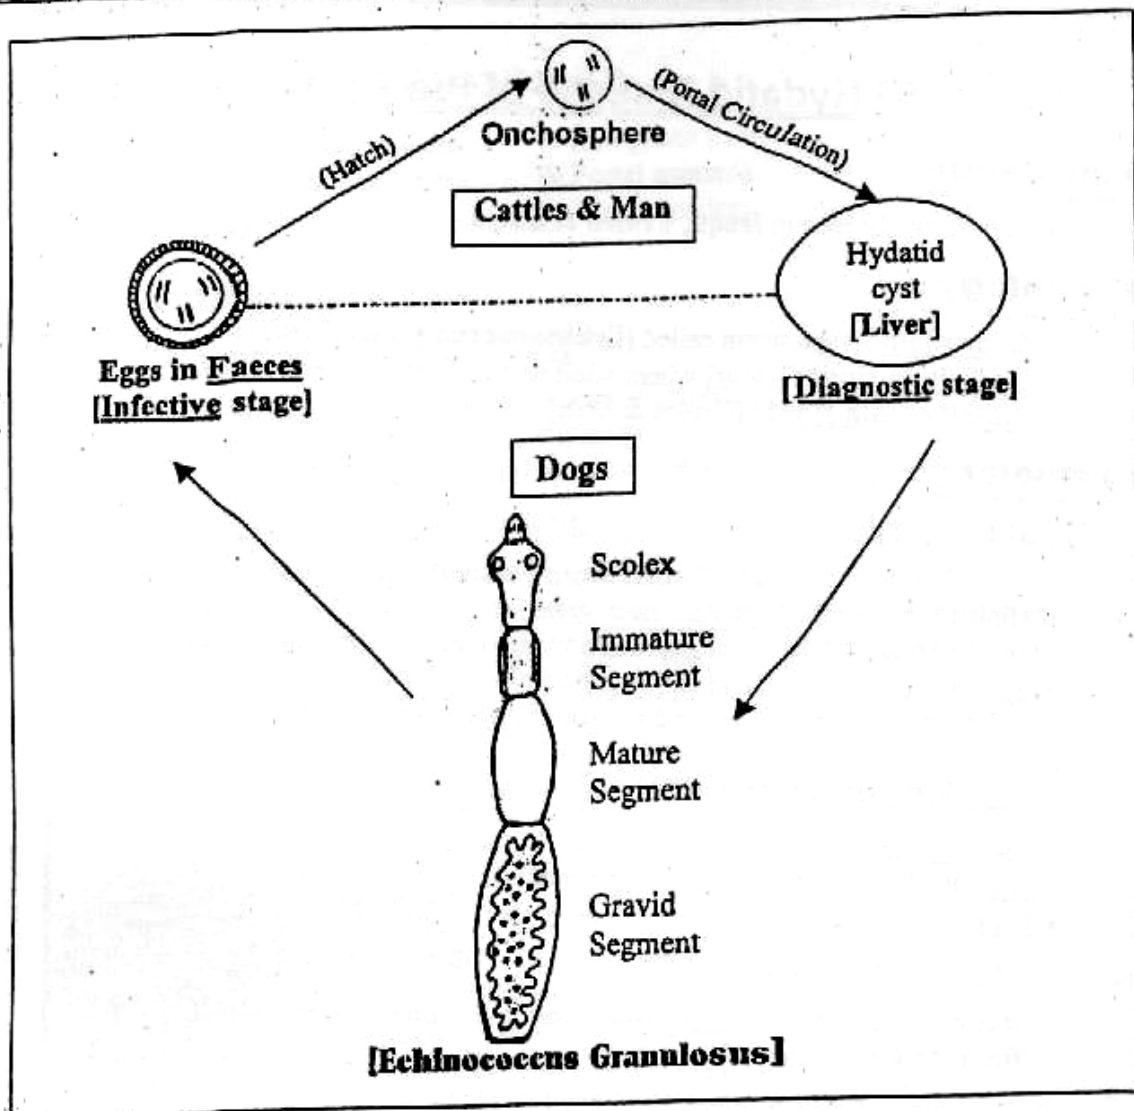 (Hatch)
Onchosphere
(Portal Circulation)
Cattles & Man
Hydatid
cyst
[Liver]
Eggs in Faeces
[Infective stage]
[Diagnostic stage]
Dogs
Scolex
Immature
Segment
Mature
Segment
Gravid
Segment
[Echinococcus Granulosus]